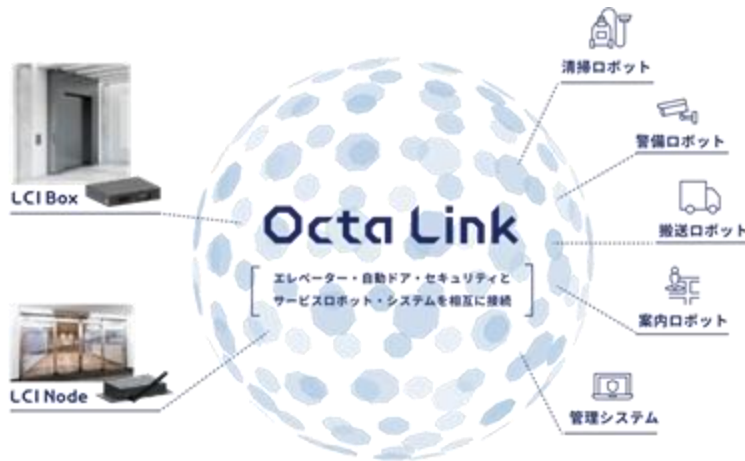 LCI Box
LCI Node
Octa Link
エレベーター・自動ドア・セキュリティと
サービスロボット・システムを相互に接続
清掃ロボット
警備ロボット
搬送ロボット
案内ロボット
管理システム